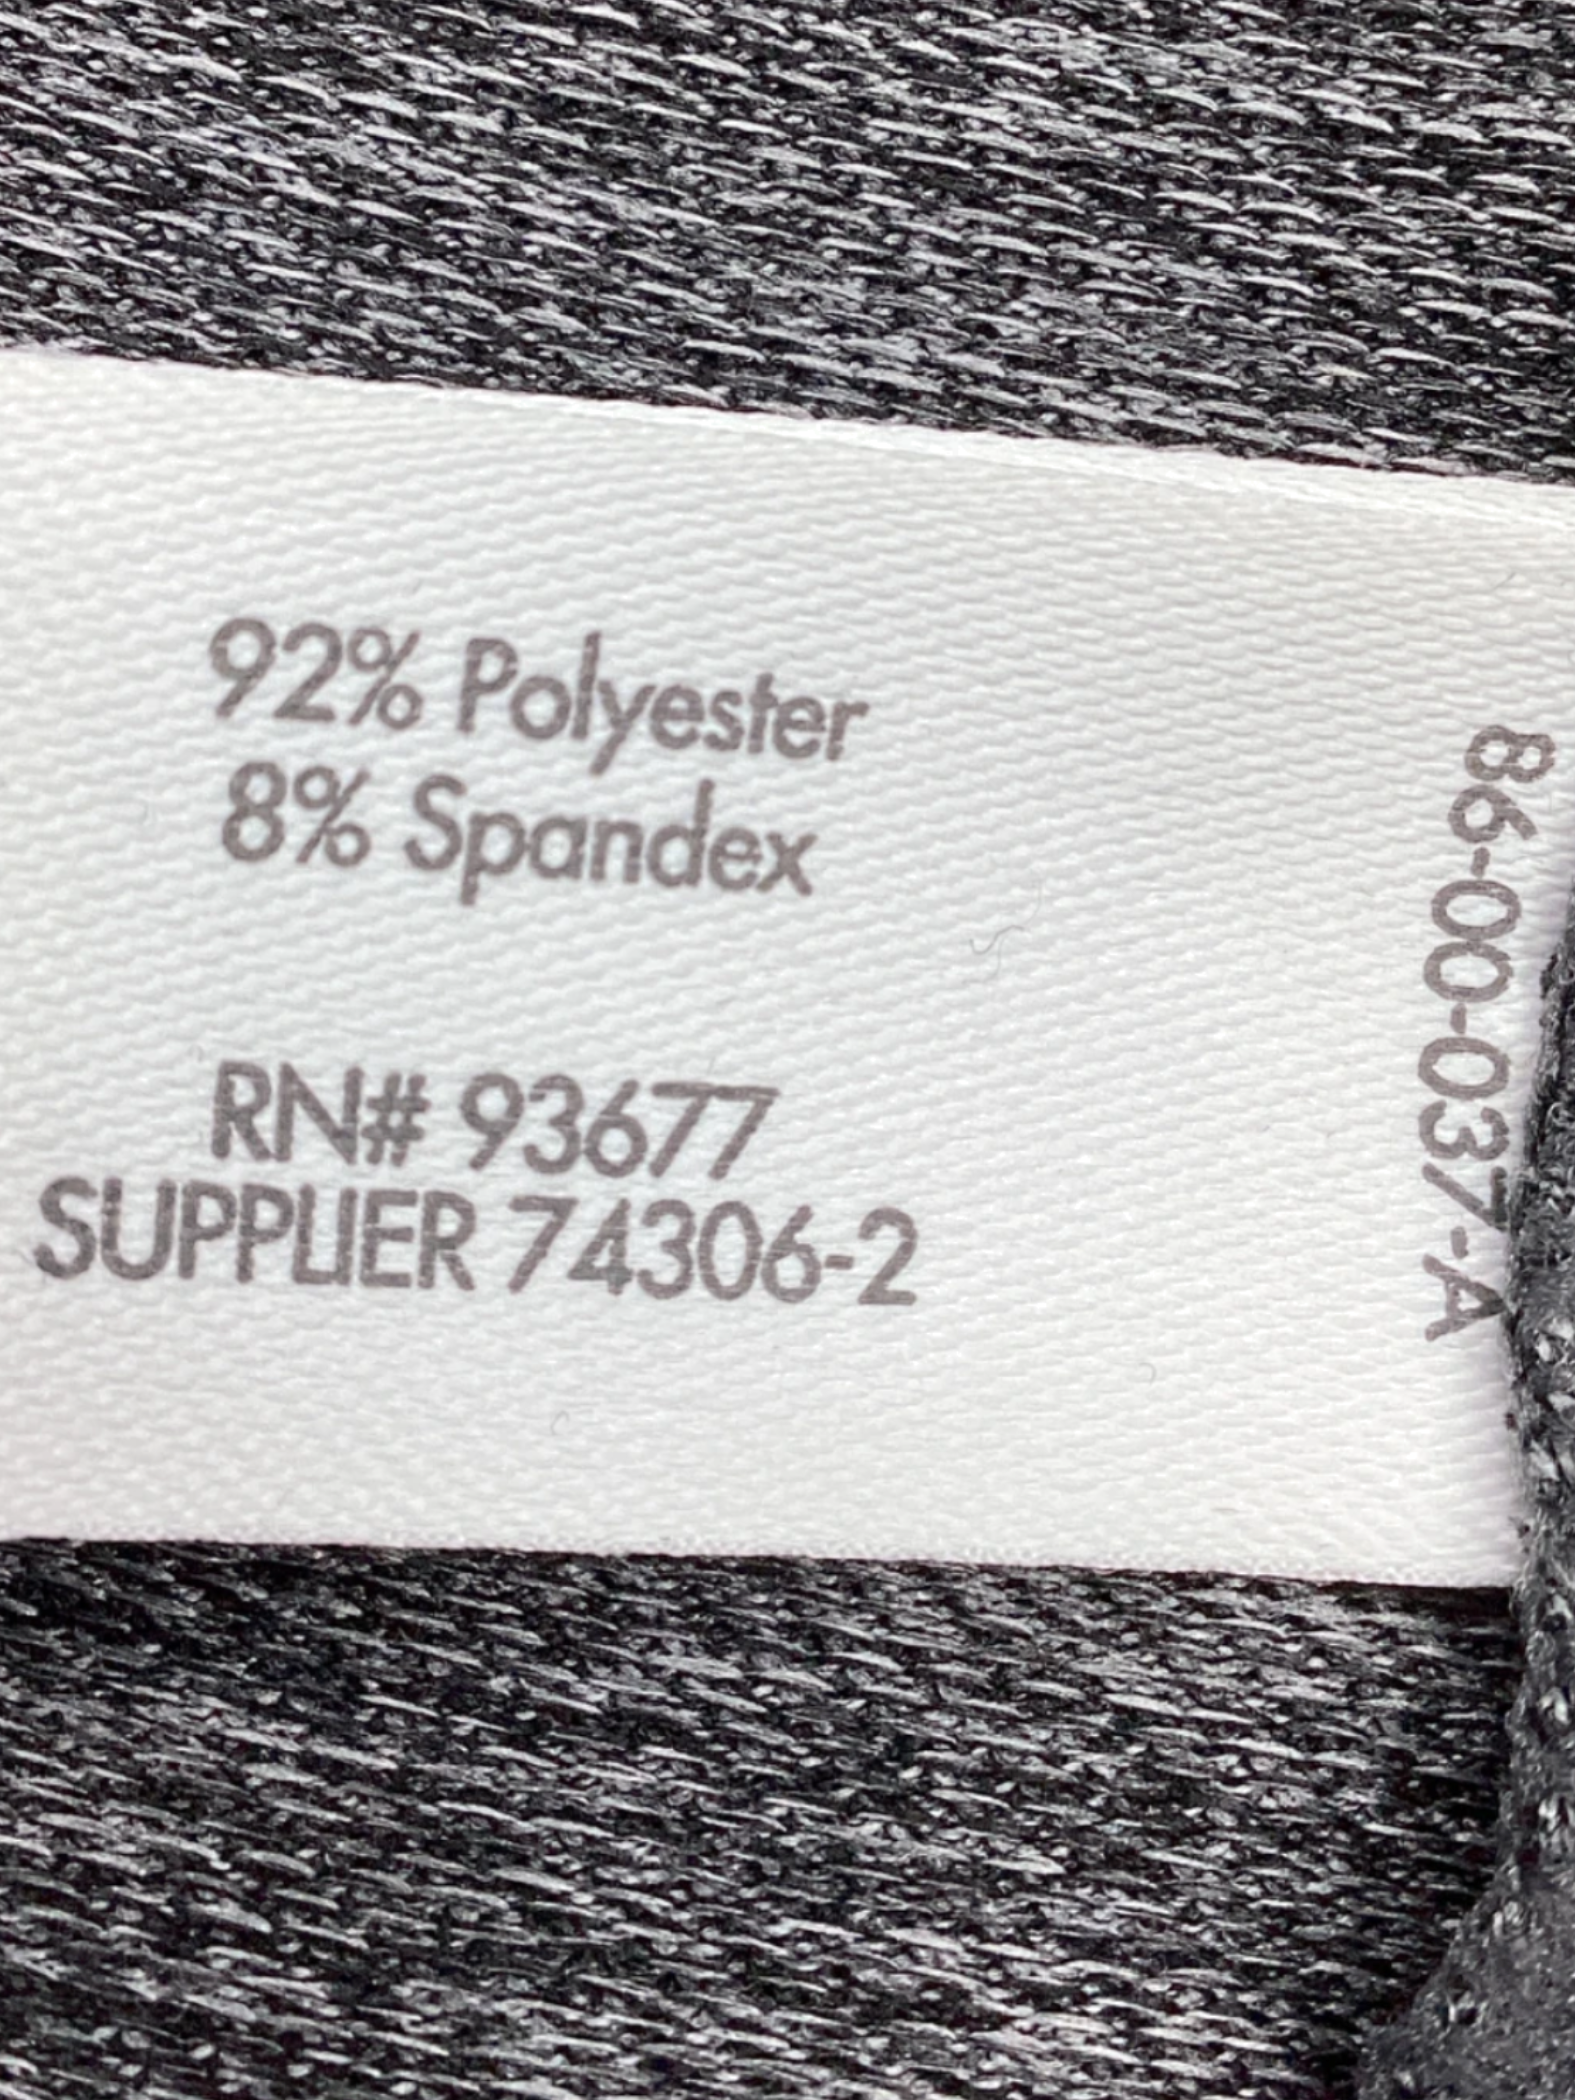 92% Polyester
8% Spandex
RN# 93677
SUPPLIER 74306-2
86-00-037-A